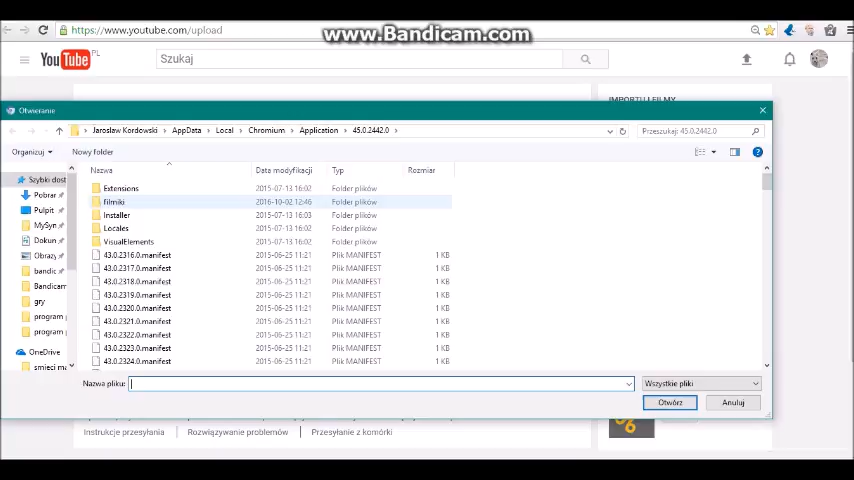 https://www.youtube.com/upload
www.Bandicam.com
YouTube PL
Szukaj
IMPORTUJ FILMY
Otwieranie
Jaroslaw Kordowski > AppData > Local > Chromium > Application > 45.0.2442.0 >
Przeszukaj: 45.0.2442.0
Organizuj
New folder
Nazwa Data modyfikacji Typ Rozmiar
Szybki dost
Pobrar
Pulpit
MySyn
Dokun
Obrazy
bandic
Bandicam
gry
program p
program
OneDrive
smieci ma
Extensions 2015-07-13 16:02 Folder plików
filmiki 2016-10-02 12:46 Folder plików
Installer 2015-07-13 16:03 Folder plików
Locales 2015-07-13 16:02 Folder plików
VisualElements 2015-07-13 16:02 Folder plików
43.0.2316.0.manifest 2015-06-25 11:21 Plik MANIFEST 1 KB
43.0.2317.0.manifest 2015-06-25 11:21 Plik MANIFEST 1 KB
43.0.2318.0.manifest 2015-06-25 11:21 Plik MANIFEST 1 KB
43.0.2319.0.manifest 2015-06-25 11:21 Plik MANIFEST 1 KB
43.0.2320.0.manifest 2015-06-25 11:21 Plik MANIFEST 1 KB
43.0.2321.0.manifest 2015-06-25 11:21 Plik MANIFEST 1 KB
43.0.2322.0.manifest 2015-06-25 11:21 Plik MANIFEST 1 KB
43.0.2323.0.manifest 2015-06-25 11:21 Plik MANIFEST 1 KB
43.0.2324.0.manifest 2015-06-25 11:21 Plik MANIFEST 1 KB
Nazwa pliku:
Wszystkie pliki
Otwórz
Anuluj
Instrukcje przesyłania
Rozwiązywanie problemów
Przesyłanie z komórki
%